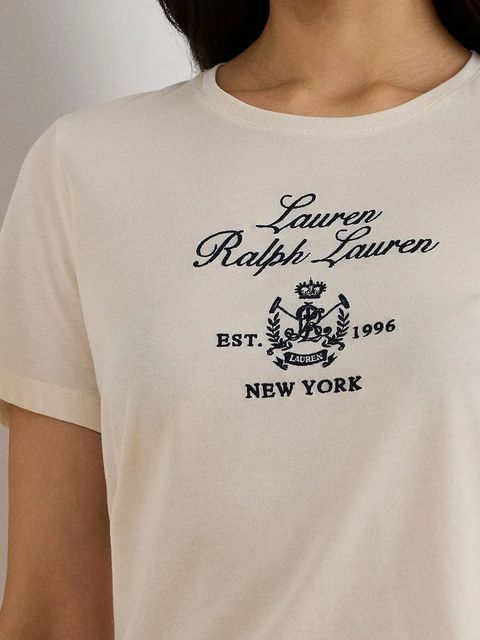 Lauren
Ralph Lauren
EST. 1996
LAUREN
NEW YORK